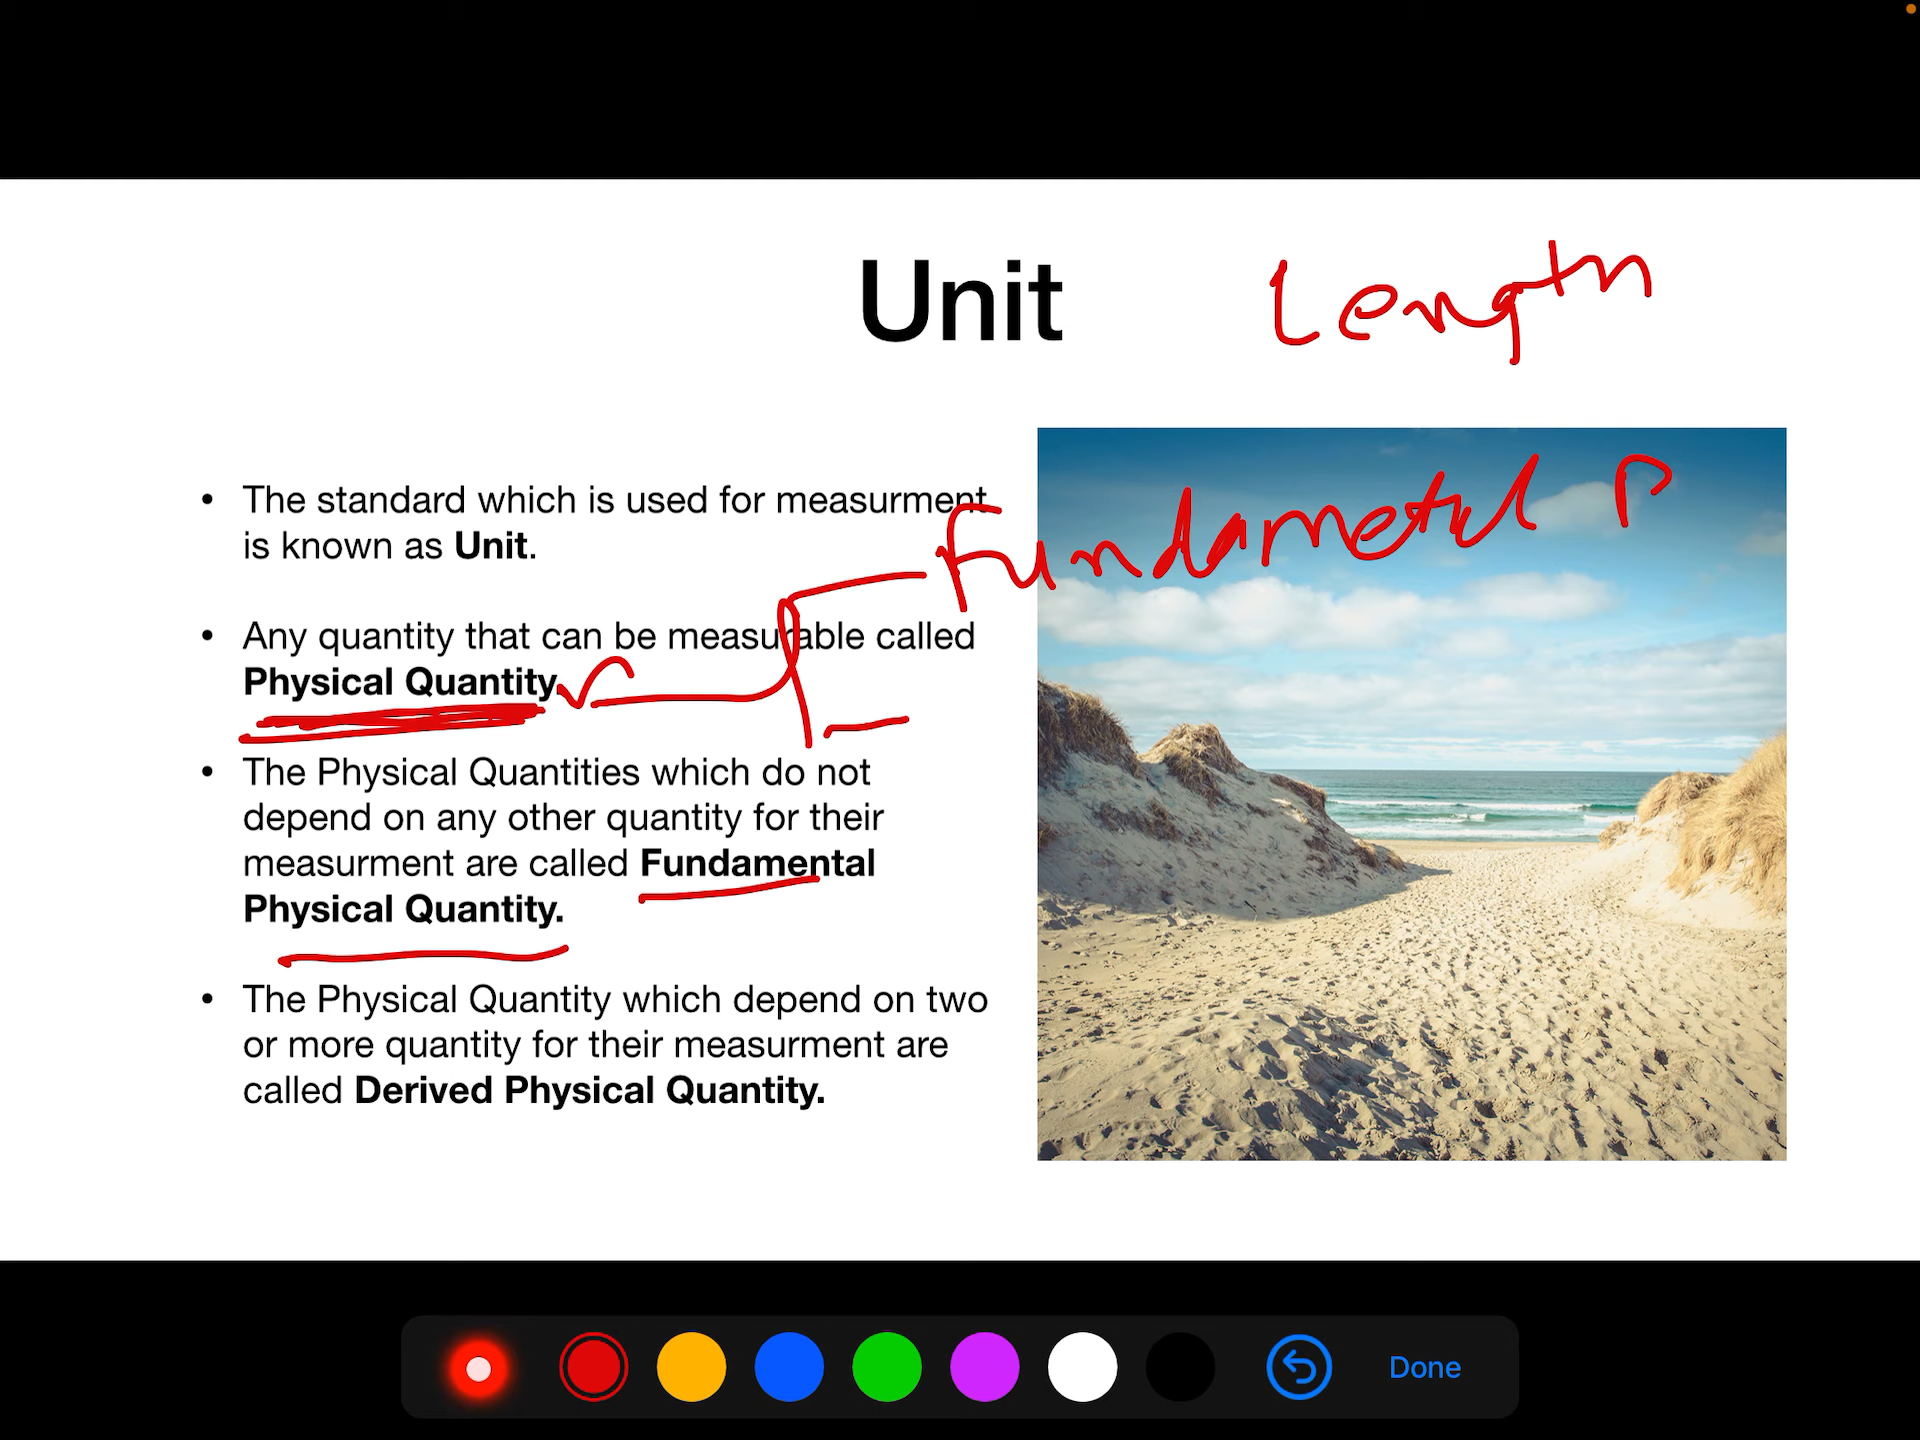 Unit
Length
• The standard which is used for measurment
is known as Unit.
Fundametal P
• Any quantity that can be measurable called
Physical Quantity.
• The Physical Quantities which do not
depend on any other quantity for their
measurment are called Fundamental
Physical Quantity.
• The Physical Quantity which depend on two
or more quantity for their measurment are
called Derived Physical Quantity.
Done